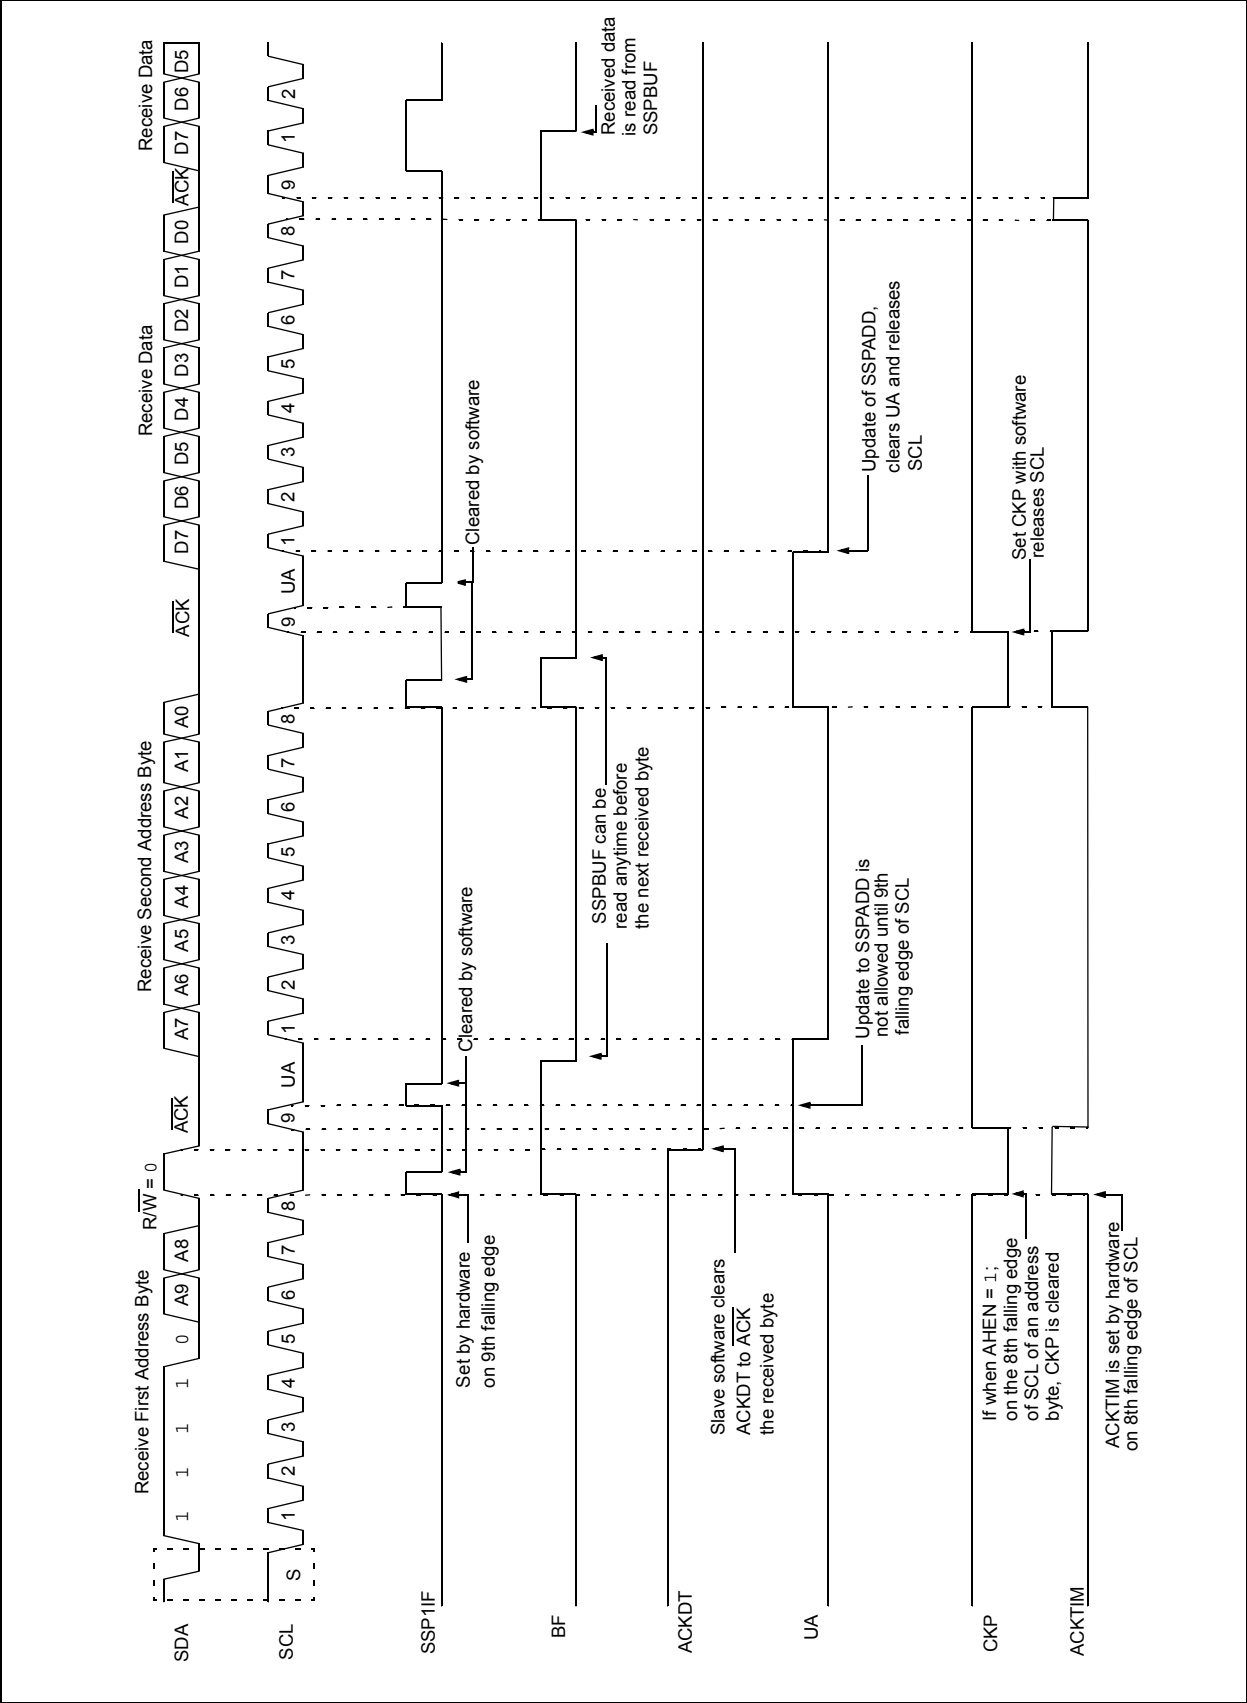 Receive First Address Byte
R/W = 0
Receive Second Address Byte
Receive Data
Receive Data
SDA
1 1 1 1 0 A9 A8
ACK
A7 A6 A5 A4 A3 A2 A1 A0
ACK
D7 D6 D5 D4 D3 D2 D1 D0
ACK
D7 D6 D5
SCL
S 1 2 3 4 5 6 7 8 9 UA 1 2 3 4 5 6 7 8 9 UA 1 2 3 4 5 6 7 8 9 1 2
SSP1IF
Set by hardware
on 9th falling edge
Cleared by software
Cleared by software
BF
SSPBUF can be
read anytime before
the next received byte
Received data
is read from
SSPBUF
ACKDT
Slave software clears
ACKDT to ACK
the received byte
UA
Update to SSPADD is
not allowed until 9th
falling edge of SCL
Update of SSPADD,
clears UA and releases
SCL
CKP
If when AHEN = 1;
on the 8th falling edge
of SCL of an address
byte, CKP is cleared
Set CKP with software
releases SCL
ACKTIM
ACKTIM is set by hardware
on 8th falling edge of SCL